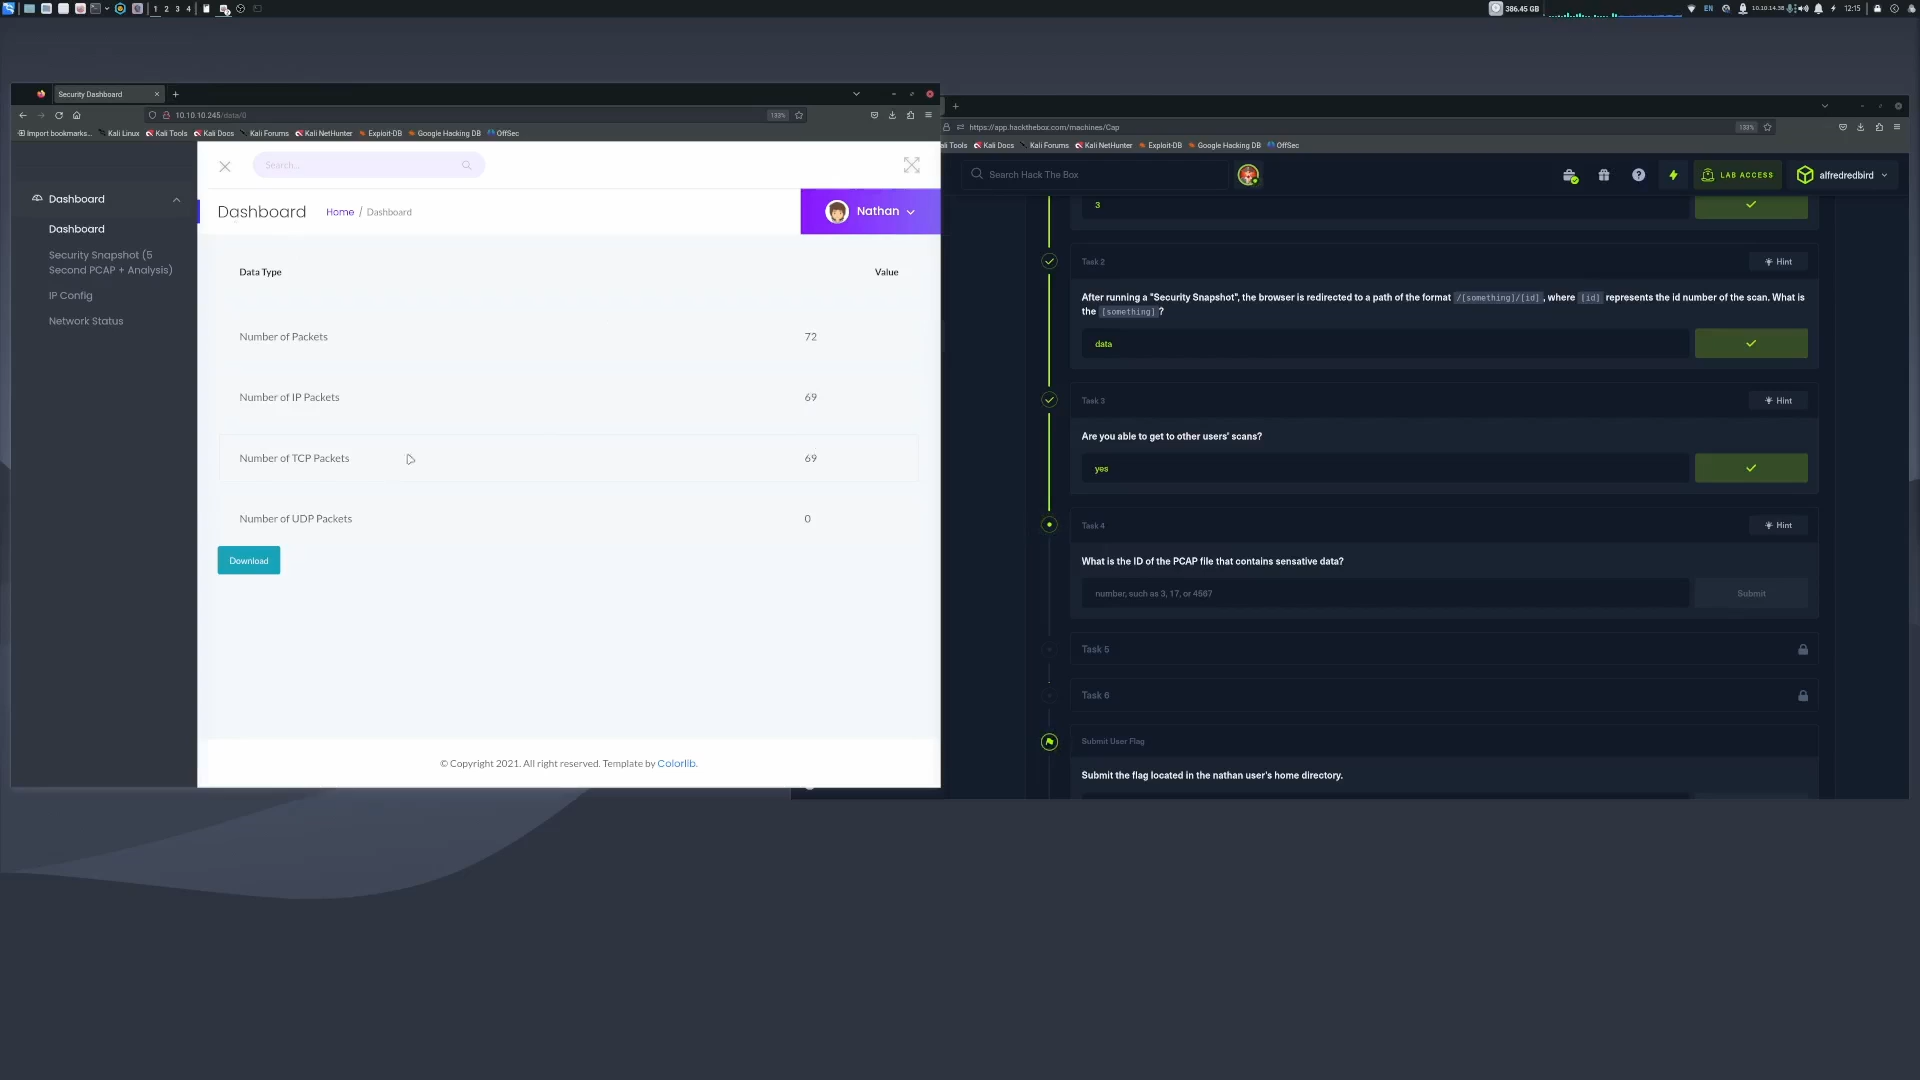 1 2 3 4
386.45 GB
EN
10.10.14.38
12:15
Security Dashboard
10.10.10.245/data/0
133%
Import bookmarks...
Kali Linux
Kali Tools
Kali Docs
Kali Forums
Kali NetHunter
Exploit-DB
Google Hacking DB
OffSec
Search...
Dashboard
Dashboard
Security Snapshot (5
Second PCAP + Analysis)
IP Config
Network Status
Dashboard
Home / Dashboard
Nathan
Data Type
Value
Number of Packets
72
Number of IP Packets
69
Number of TCP Packets
69
Number of UDP Packets
0
Download
© Copyright 2021. All right reserved. Template by Colorlib.
https://app.hackthebox.com/machines/Cap
133%
ali Tools
Kali Docs
Kali Forums
Kali NetHunter
Exploit-DB
Google Hacking DB
OffSec
Search Hack The Box
LAB ACCESS
alfredredbird
3
Task 2
Hint
After running a "Security Snapshot", the browser is redirected to a path of the format /[something]/[id], where [id] represents the id number of the scan. What is
the [something]?
data
Task 3
Hint
Are you able to get to other users' scans?
yes
Task 4
Hint
What is the ID of the PCAP file that contains sensative data?
number, such as 3, 17, or 4567
Submit
Task 5
Task 6
Submit User Flag
Submit the flag located in the nathan user's home directory.